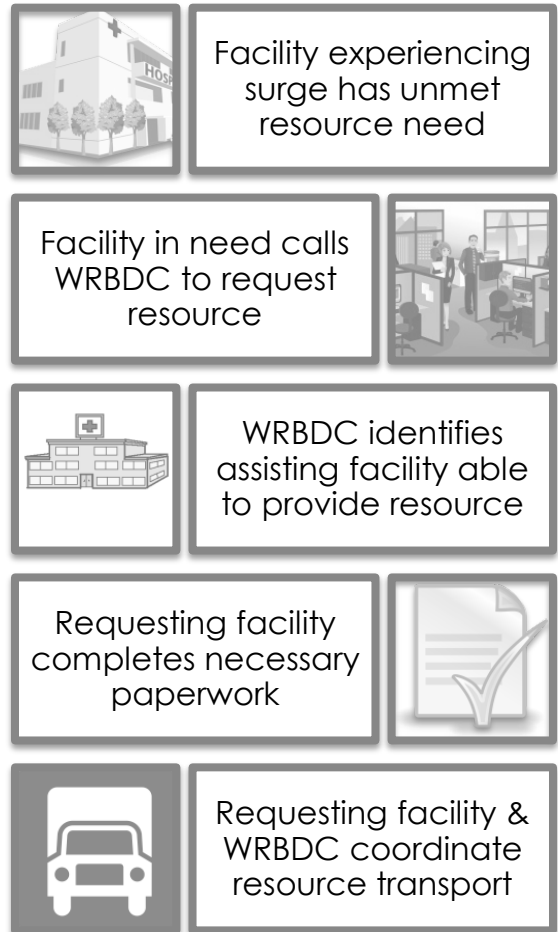 Facility experiencing
surge has unmet
resource need
Facility in need calls
WRBDC to request
resource
WRBDC identifies
assisting facility able
to provide resource
Requesting facility
completes necessary
paperwork
Requesting facility &
WRBDC coordinate
resource transport